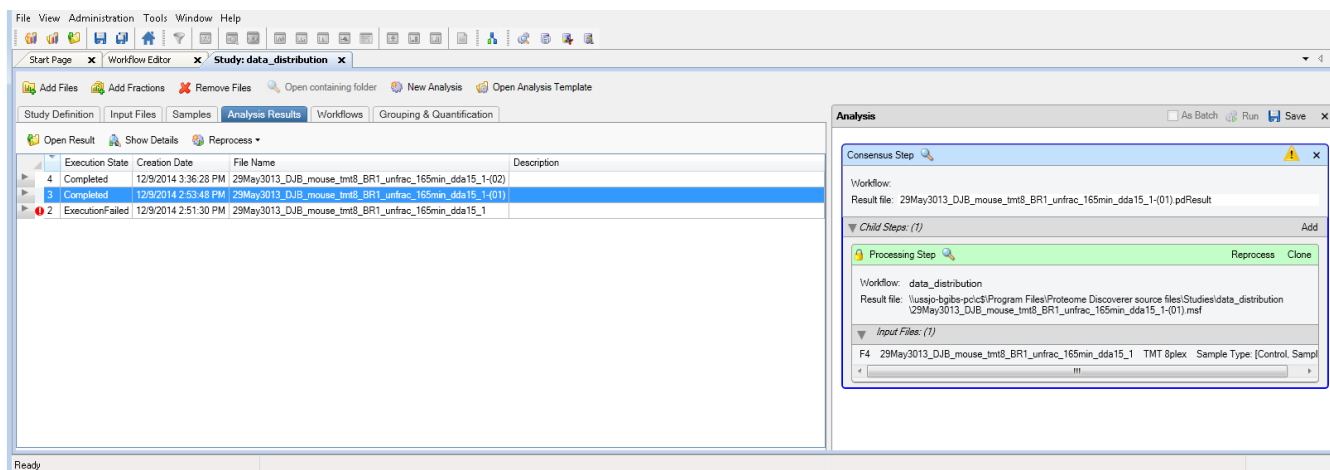 File View Administration Tools Window Help
Start Page x Workflow Editor x Study: data_distribution x
Add Files Add Fractions Remove Files Open containing folder New Analysis Open Analysis Template
Study Definition Input Files Samples Analysis Results Workflows Grouping & Quantification
Open Result Show Details Reprocess
Execution State Creation Date File Name Description
4 Completed 12/9/2014 3:36:28 PM 29May3013_DJB_mouse_tmt8_BR1_unfrac_165min_dda15_1-(02)
3 Completed 12/9/2014 2:53:48 PM 29May3013_DJB_mouse_tmt8_BR1_unfrac_165min_dda15_1-(01)
2 ExecutionFailed 12/9/2014 2:51:30 PM 29May3013_DJB_mouse_tmt8_BR1_unfrac_165min_dda15_1
Analysis As Batch Run Save x
Consensus Step x
Workflow:
Result file: 29May3013_DJB_mouse_tmt8_BR1_unfrac_165min_dda15_1-(01).pdResult
Child Steps: (1) Add
Processing Step Reprocess Clone
Workflow: data_distribution
Result file: \\ussjo-bgibs-pc\c$\Program Files\Proteome Discoverer source files\Studies\data_distribution
\29May3013_DJB_mouse_tmt8_BR1_unfrac_165min_dda15_1-(01).msf
Input Files: (1)
F4 29May3013_DJB_mouse_tmt8_BR1_unfrac_165min_dda15_1 TMT 8plex Sample Type: [Control, Sampl
Ready